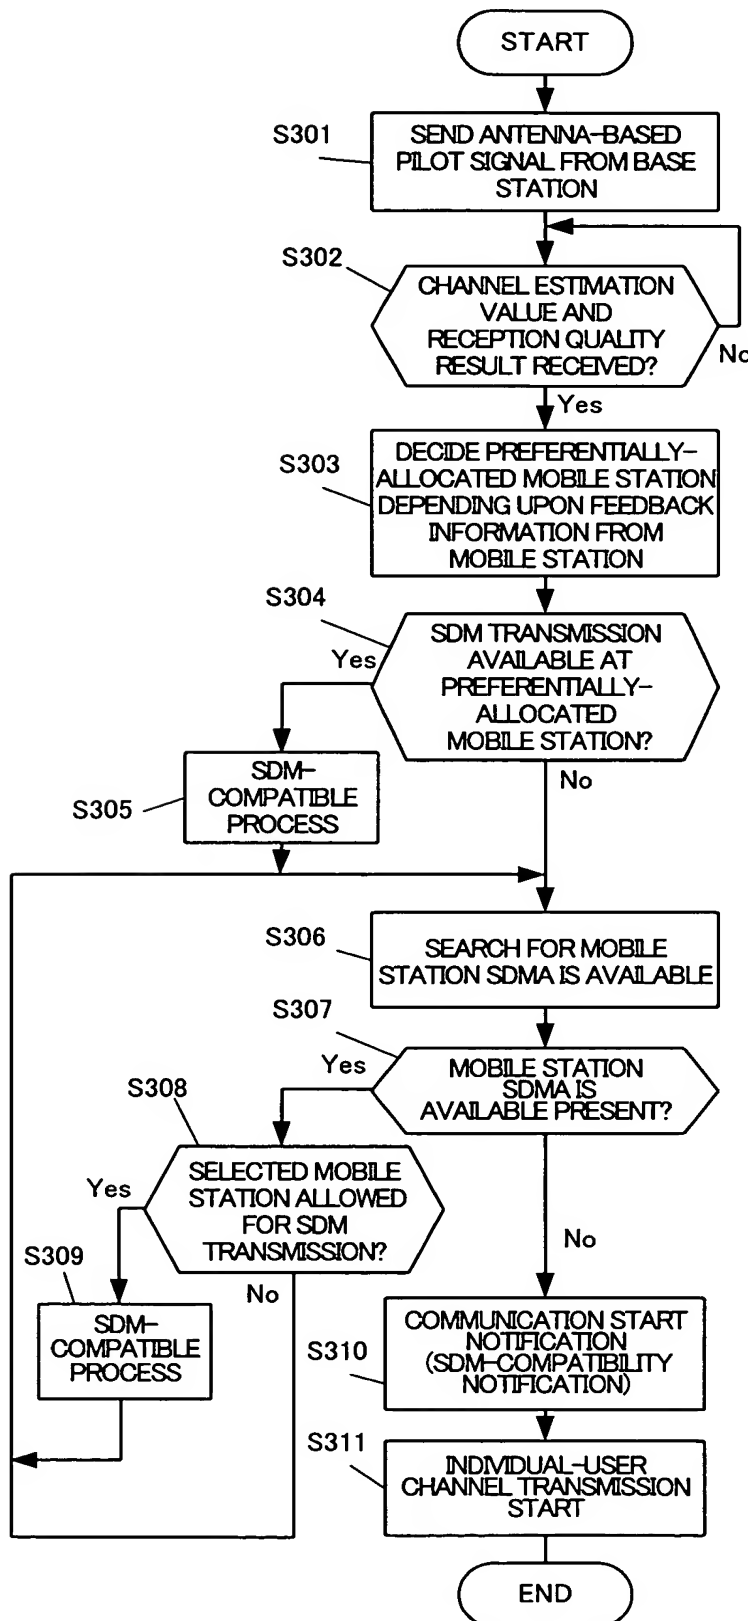 START
S301
SEND ANTENNA-BASED
PILOT SIGNAL FROM BASE
STATION
S302
CHANNEL ESTIMATION
VALUE AND
RECEPTION QUALITY
RESULT RECEIVED?
No
Yes
S303
DECIDE PREFERENTIALLY-
ALLOCATED MOBILE STATION
DEPENDING UPON FEEDBACK
INFORMATION FROM
MOBILE STATION
S304
SDM TRANSMISSION
AVAILABLE AT
PREFERENTIALLY-
ALLOCATED
MOBILE STATION?
Yes
No
S305
SDM-
COMPATIBLE
PROCESS
S306
SEARCH FOR MOBILE
STATION SDMA IS AVAILABLE
S307
MOBILE STATION
SDMA IS
AVAILABLE PRESENT?
Yes
No
S308
SELECTED MOBILE
STATION ALLOWED
FOR SDM
TRANSMISSION?
Yes
No
S309
SDM-
COMPATIBLE
PROCESS
S310
COMMUNICATION START
NOTIFICATION
(SDM-COMPATIBILITY
NOTIFICATION)
S311
INDIVIDUAL-USER
CHANNEL TRANSMISSION
START
END